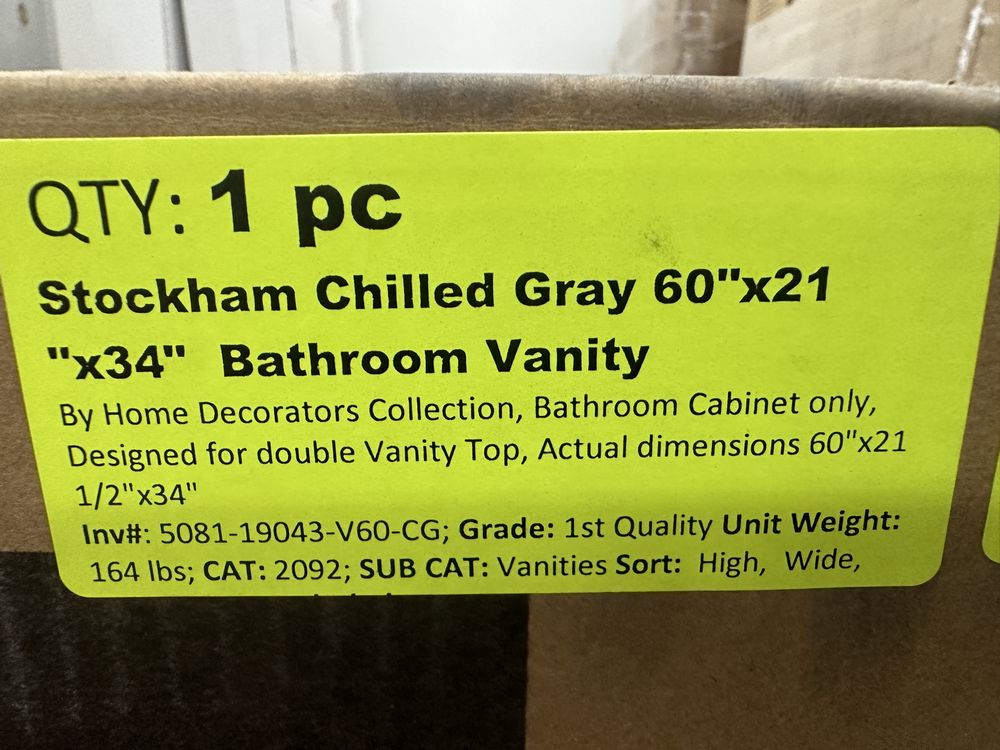 QTY: 1 pc
Stockham Chilled Gray 60"x21
"x34" Bathroom Vanity
By Home Decorators Collection, Bathroom Cabinet only,
Designed for double Vanity Top, Actual dimensions 60"x21
1/2"x34"
Inv#: 5081-19043-V60-CG; Grade: 1st Quality Unit Weight:
164 lbs; CAT: 2092; SUB CAT: Vanities Sort: High, Wide,